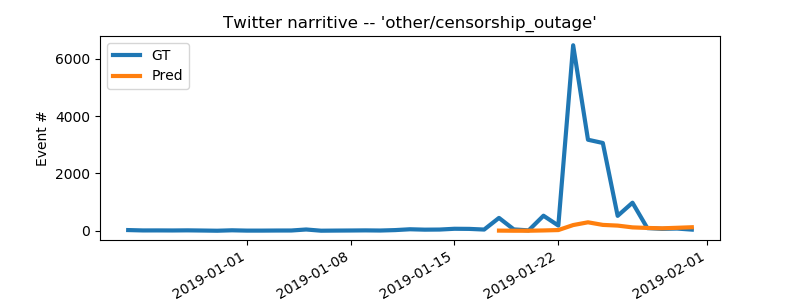 Twitter narritive -- 'other/censorship_outage'
GT
Pred
Event #
6000
4000
2000
0
2019-01-01
2019-01-08
2019-01-15
2019-01-22
2019-02-01